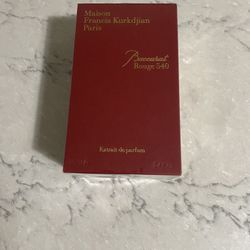 Maison
Francis Kurkdjian
Paris
Baccarat
Rouge 540
Extrait de parfum